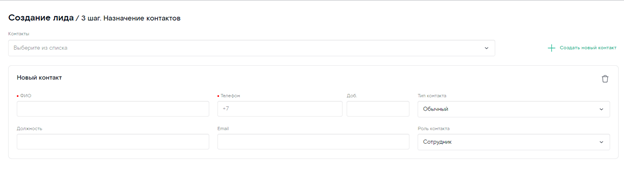 Создание лида / 3 шаг. Назначение контактов
Контакты
Выберите из списка
Создать новый контакт
Новый контакт
ФИО Телефон Доб. Тип контакта
+7 Обычный
Должность Email Роль контакта
Сотрудник